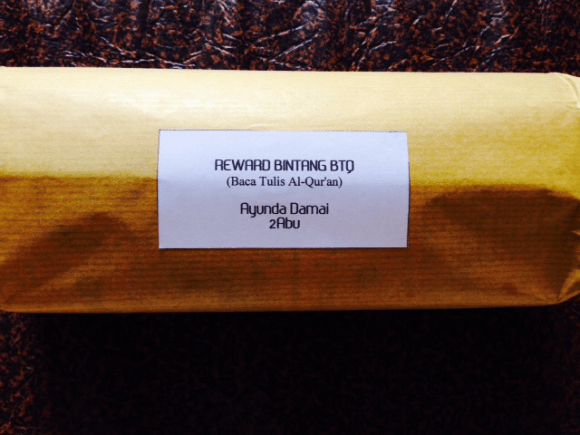 REWARD BINTANG BTQ
(Baca Tulis Al-Qur'an)
Ayunda Damai
2Abu